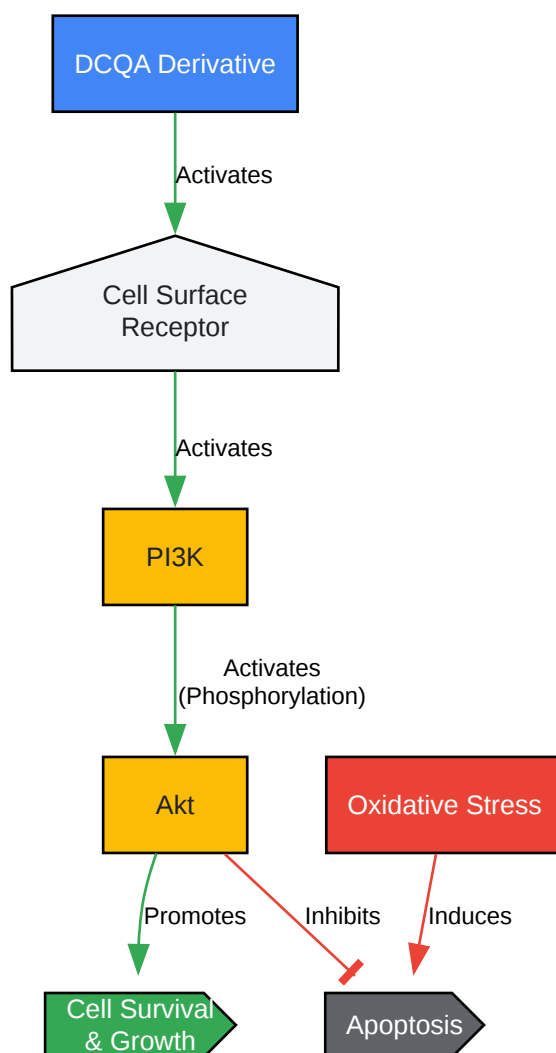 DCQA Derivative
Activates
Cell Surface
Receptor
Activates
PI3K
Activates
(Phosphorylation)
Akt
Oxidative Stress
Promotes
Inhibits
Induces
Cell Survival
& Growth
Apoptosis